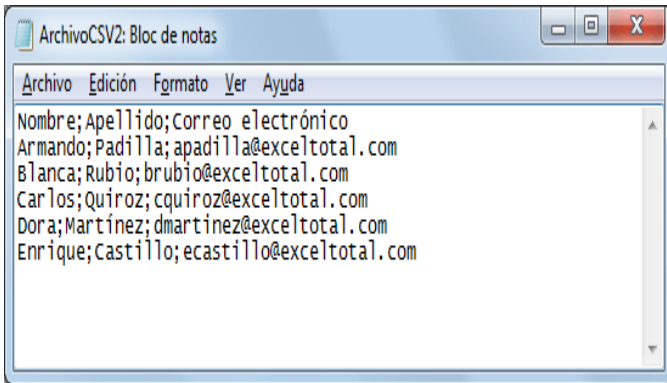 ArchivoCSV2: Bloc de notas
Archivo Edición Formato Ver Ayuda
Nombre;Apellido;Correo electrónico
Armando;Padilla;apadilla@exceltotal.com
Blanca;Rubio;brubio@exceltotal.com
Carlos;Quiroz;cquiroz@exceltotal.com
Dora;Martínez;dmartinez@exceltotal.com
Enrique;Castillo;ecastillo@exceltotal.com